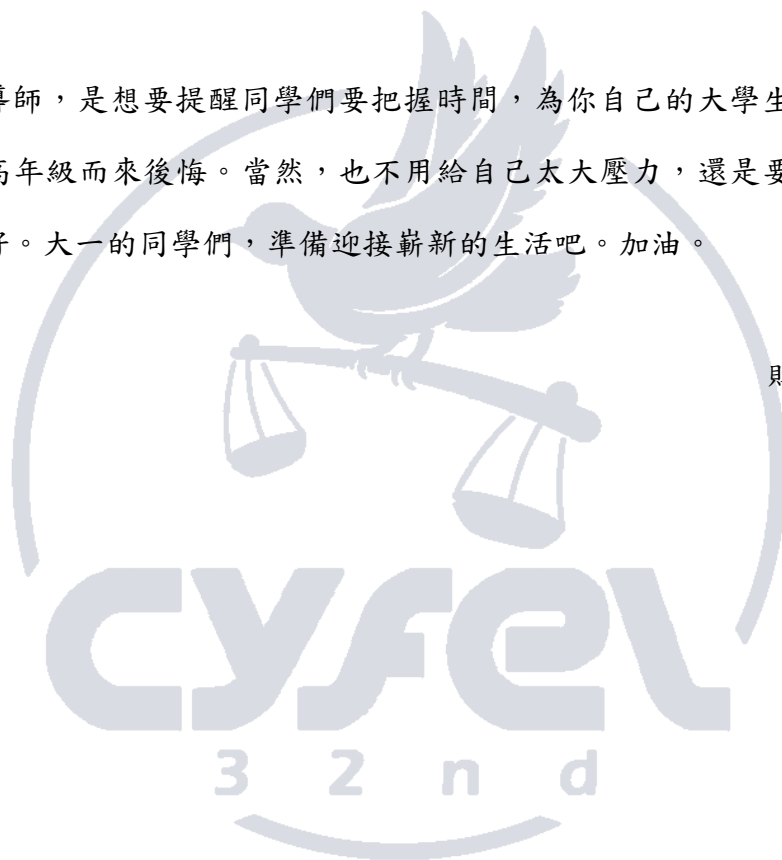 導師，是想要提醒同學們要把握時間，為你自己的大學生
高年級而來後悔。當然，也不用給自己太大壓力，還是要
好。大一的同學們，準備迎接嶄新的生活吧。加油。
財
CYFEL
32nd